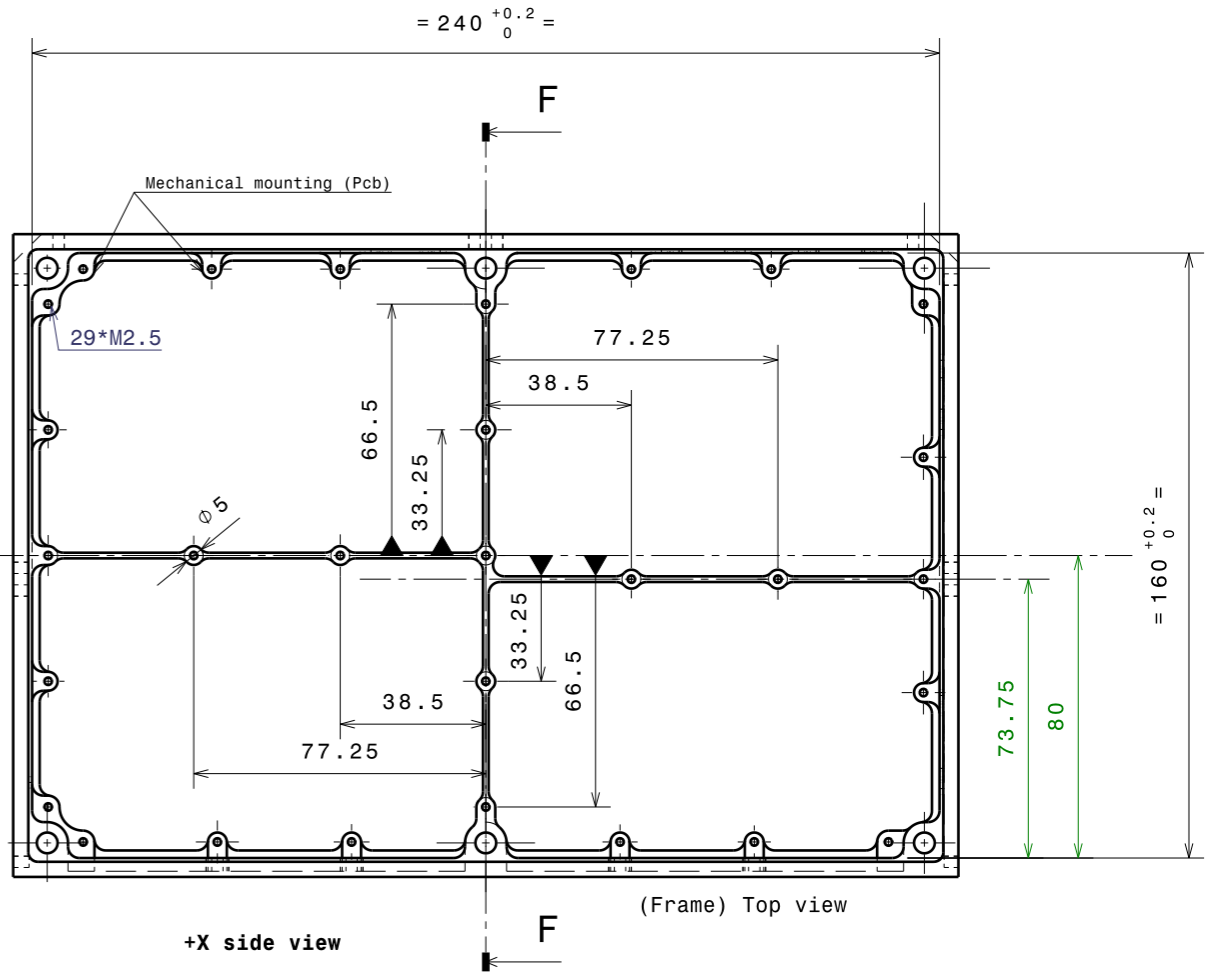 = 240 +0.2 0 =
F
Mechanical mounting (Pcb)
29*M2.5
77.25
38.5
66.5
33.25
∅ 5
= 160 +0.2 0 =
33.25
66.5
73.75
80
38.5
77.25
(Frame) Top view
F
+X side view